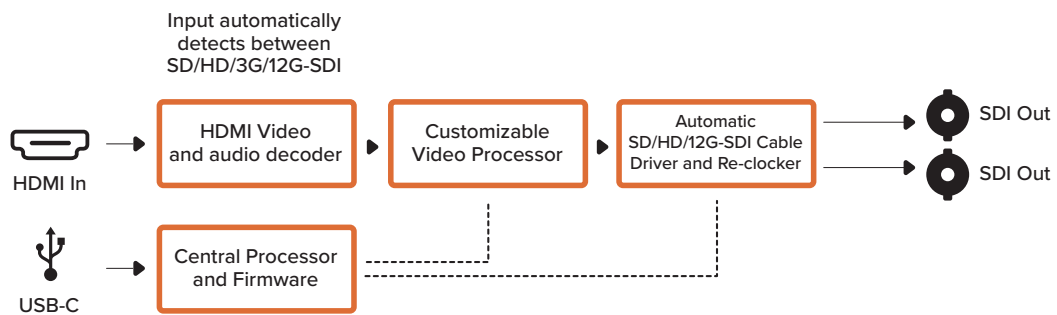 Input automatically
detects between
SD/HD/3G/12G-SDI
HDMI In
HDMI Video
and audio decoder
Customizable
Video Processor
Automatic
SD/HD/12G-SDI Cable
Driver and Re-clocker
SDI Out
SDI Out
USB-C
Central Processor
and Firmware